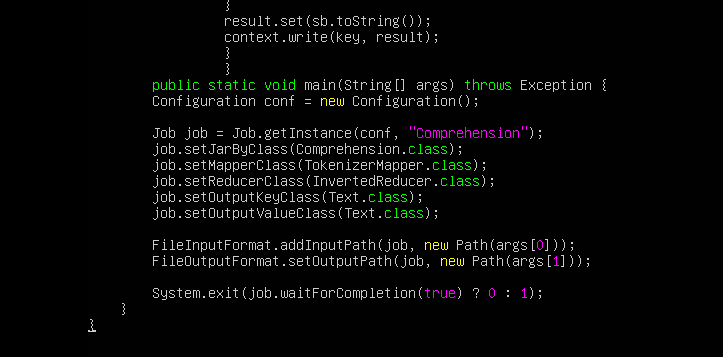 }
result.set(sb.toString());
context.write(key, result);
}
}
public static void main(String[] args) throws Exception {
Configuration conf = new Configuration();
Job job = Job.getInstance(conf, "Comprehension");
job.setJarByClass(Comprehension.class);
job.setMapperClass(TokenizerMapper.class);
job.setReducerClass(InvertedReducer.class);
job.setOutputKeyClass(Text.class);
job.setOutputValueClass(Text.class);
FileInputFormat.addInputPath(job, new Path(args[0]));
FileOutputFormat.setOutputPath(job, new Path(args[1]));
System.exit(job.waitForCompletion(true) ? 0 : 1);
}
}